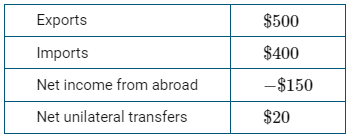 Exports $500
Imports $400
Net income from abroad −$150
Net unilateral transfers $20